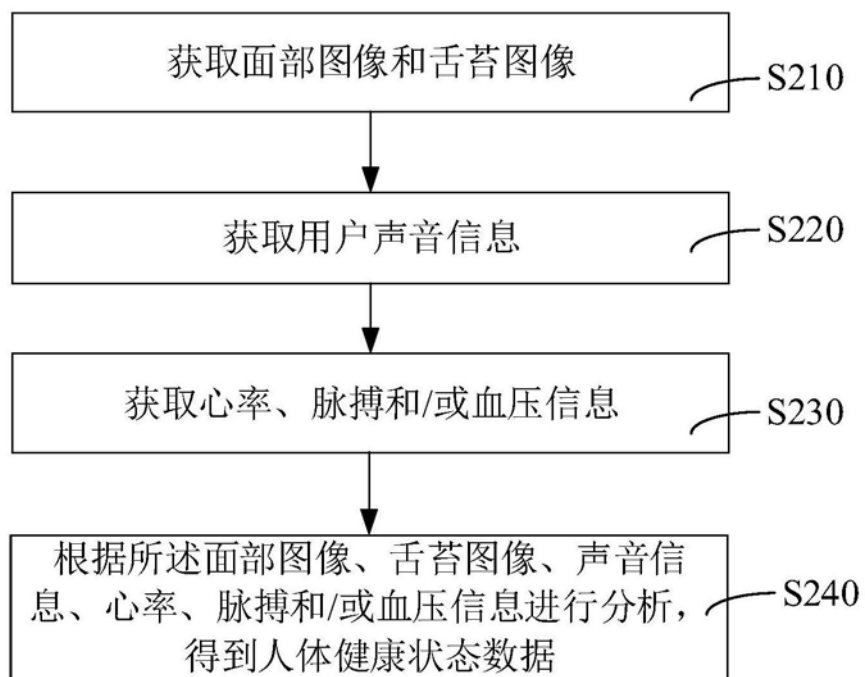 获取面部图像和舌苔图像
S210
获取用户声音信息
S220
获取心率、脉搏和/或血压信息
S230
根据所述面部图像、舌苔图像、声音信
息、心率、脉搏和/或血压信息进行分析，
得到人体健康状态数据
S240